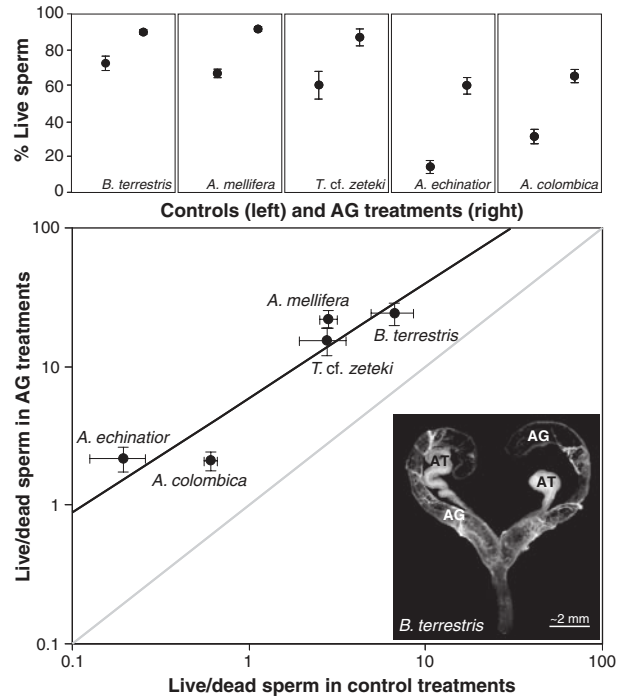 % Live sperm
100
80
60
40
20
0
B. terrestris
A. mellifera
T. cf. zeteki
A. echinatior
A. colombica
Controls (left) and AG treatments (right)
Live/dead sperm in AG treatments
100
10
1
0.1
A. mellifera
B. terrestris
T. cf. zeteki
A. echinatior
A. colombica
AG
AT
AT
AG
B. terrestris
~2 mm
0.1
1
10
100
Live/dead sperm in control treatments